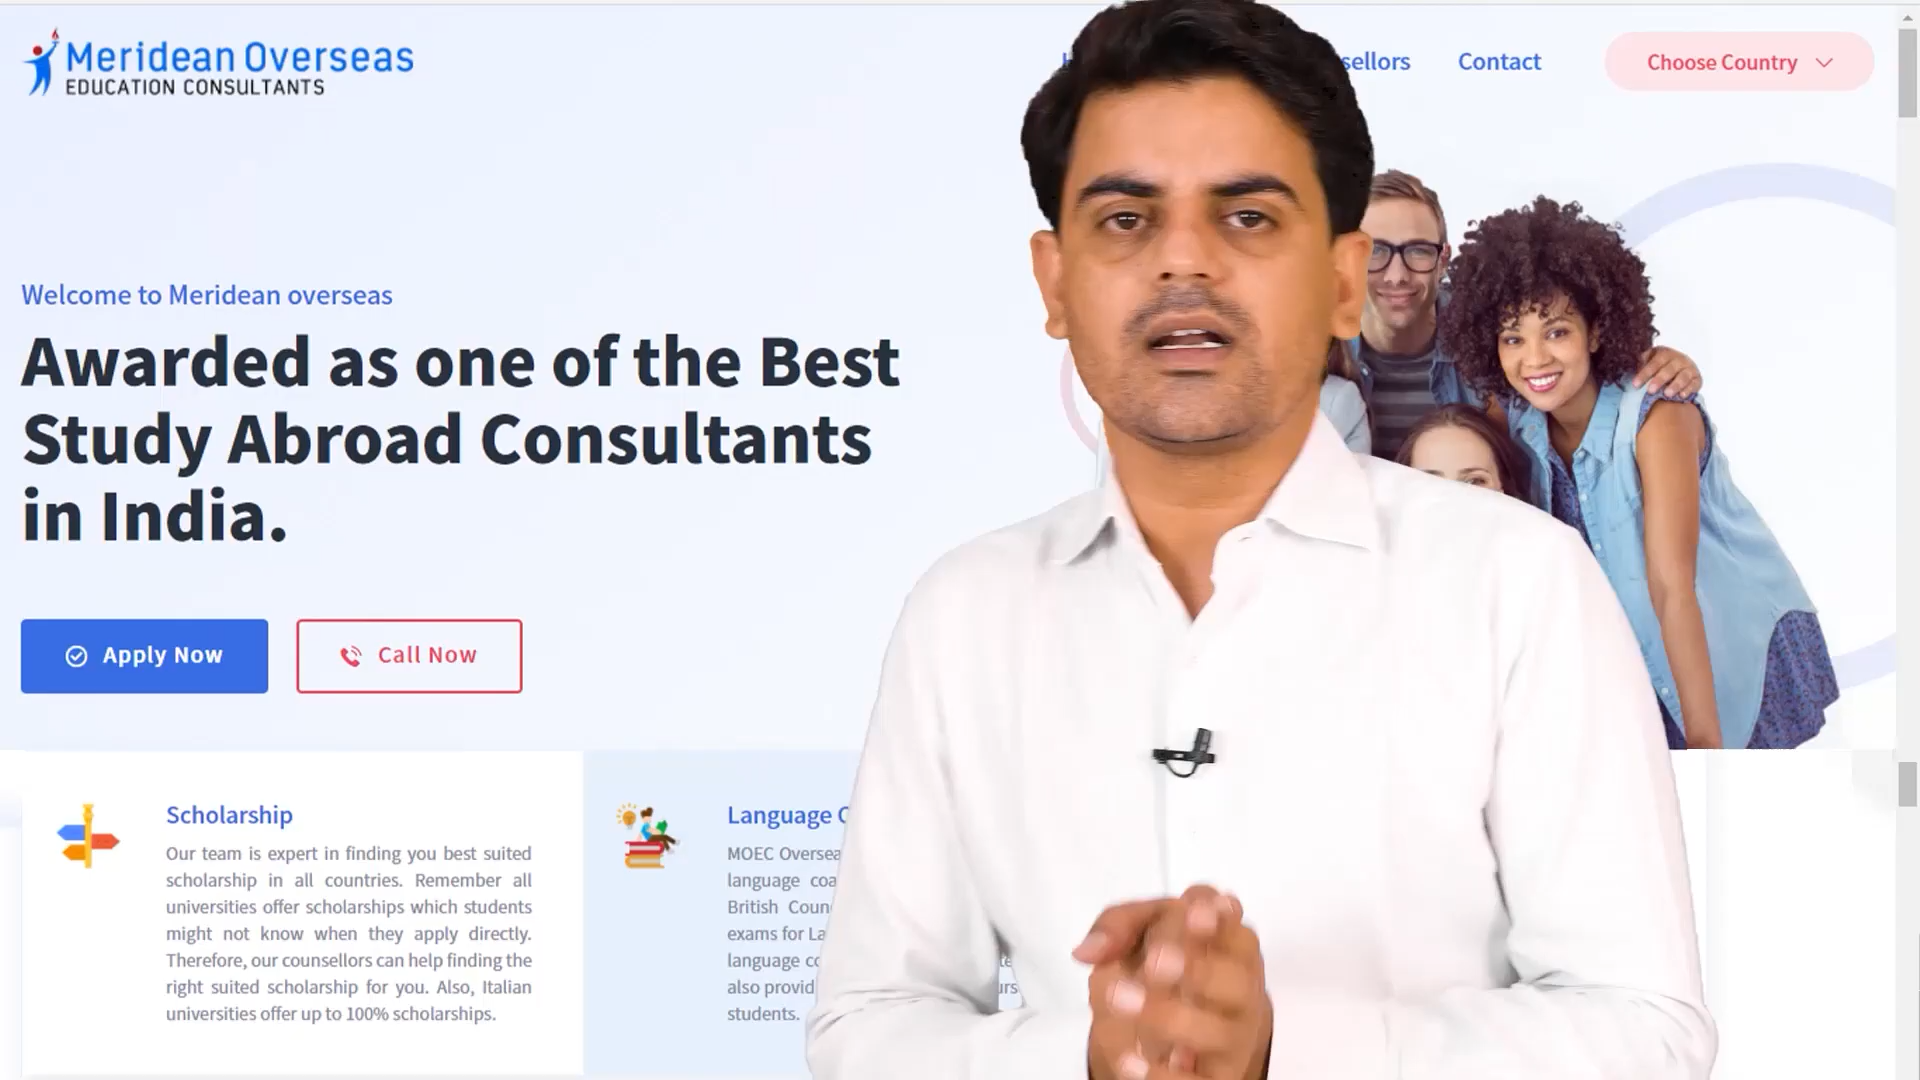 Meridean Overseas
EDUCATION CONSULTANTS
Contact
Choose Country
Welcome to Meridean overseas
Awarded as one of the Best
Study Abroad Consultants
in India.
Apply Now
Call Now
Scholarship
Our team is expert in finding you best suited
scholarship in all countries. Remember all
universities offer scholarships which students
might not know when they apply directly.
Therefore, our counsellors can help finding the
right suited scholarship for you. Also, Italian
universities offer up to 100% scholarships.
Language
MOEC
language
British
exams for
language
also
students.